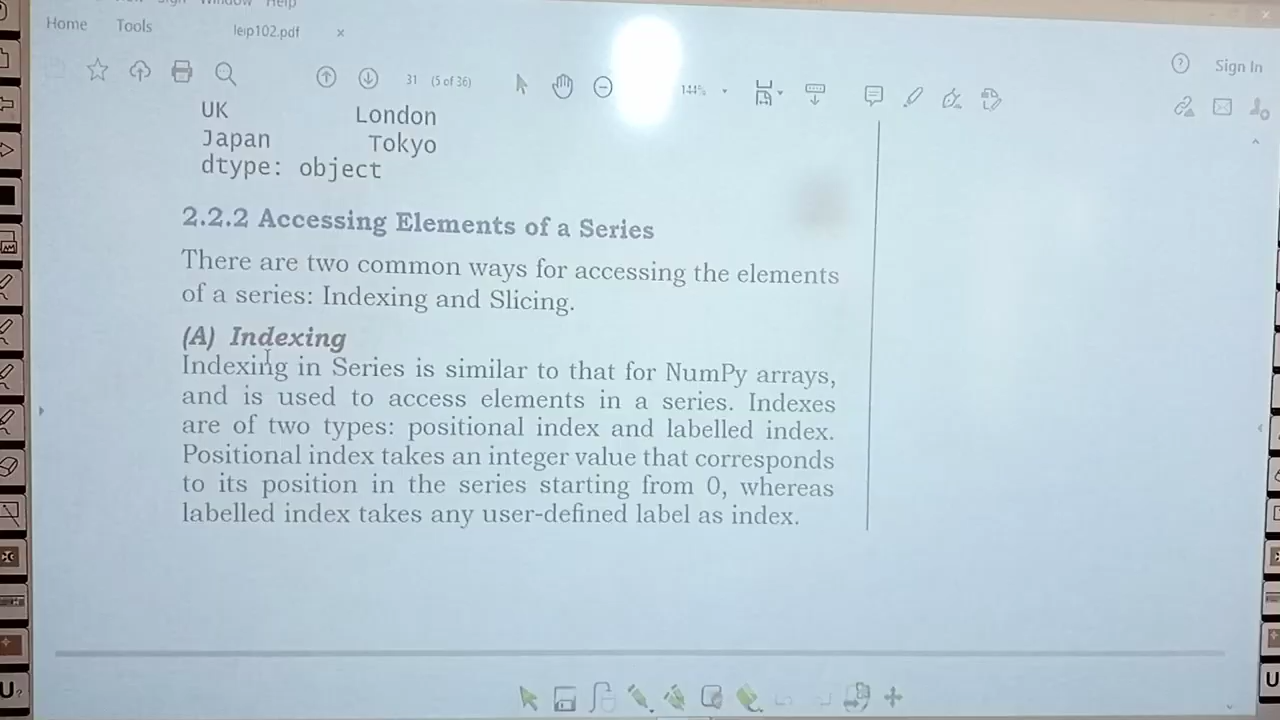 Window Help
Home Tools leip102.pdf ×
31 (5 of 36) 144% ? Sign In
UK London
Japan Tokyo
dtype: object
2.2.2 Accessing Elements of a Series
There are two common ways for accessing the elements
of a series: Indexing and Slicing.
(A) Indexing
Indexing in Series is similar to that for NumPy arrays,
and is used to access elements in a series. Indexes
are of two types: positional index and labelled index.
Positional index takes an integer value that corresponds
to its position in the series starting from 0, whereas
labelled index takes any user-defined label as index.